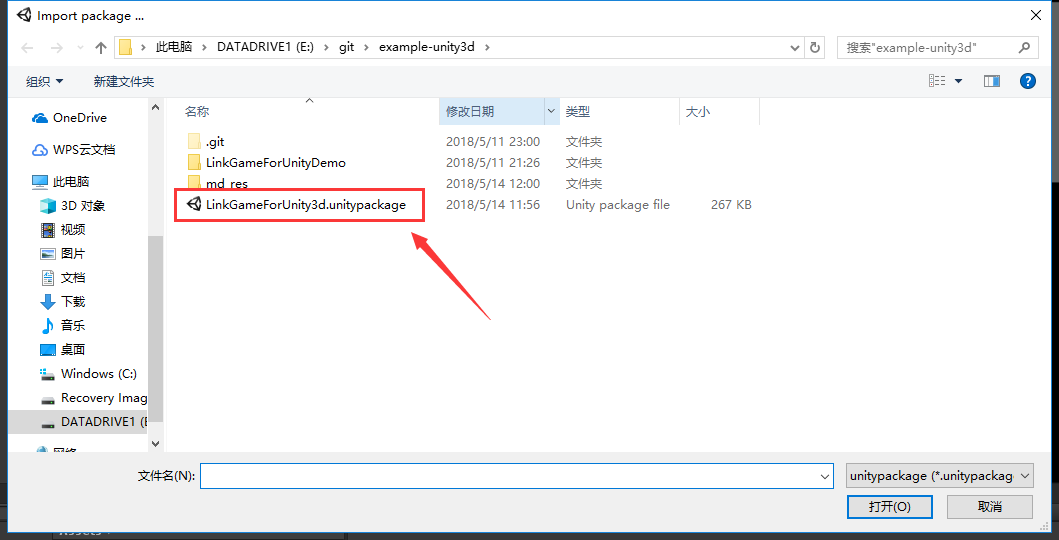 Import package ...
此电脑 DATADRIVE1 (E:) git example-unity3d
搜索"example-unity3d"
组织 新建文件夹
名称 修改日期 类型 大小
.git 2018/5/11 23:00 文件夹
LinkGameForUnityDemo 2018/5/11 21:26 文件夹
md_res 2018/5/14 12:00 文件夹
LinkGameForUnity3d.unitypackage 2018/5/14 11:56 Unity package file 267 KB
OneDrive
WPS云文档
此电脑
3D 对象
视频
图片
文档
下载
音乐
桌面
Windows (C:)
Recovery Imag
DATADRIVE1 (E
网络
文件名(N):
unitypackage (*.unitypackag
打开(O) 取消
Assets